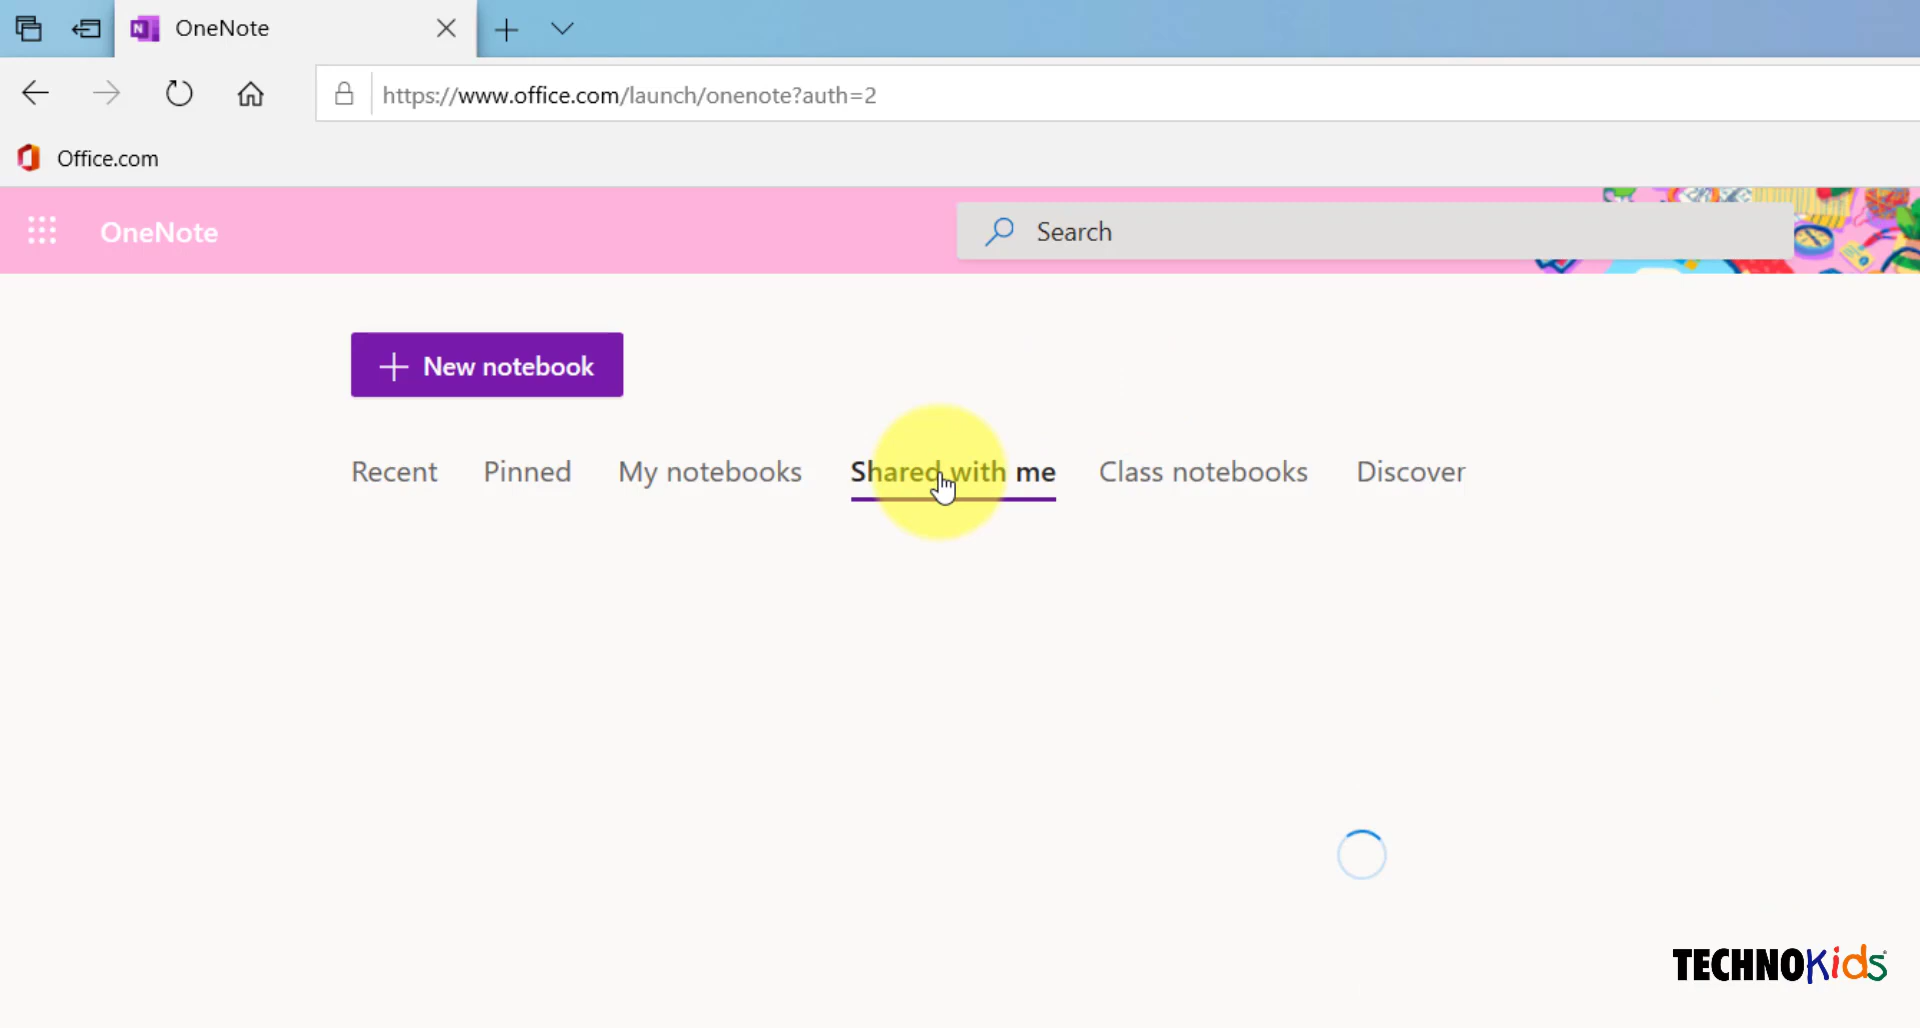 OneNote
https://www.office.com/launch/onenote?auth=2
Office.com
OneNote
Search
New notebook
Recent Pinned My notebooks Shared with me Class notebooks Discover
TECHNOKids